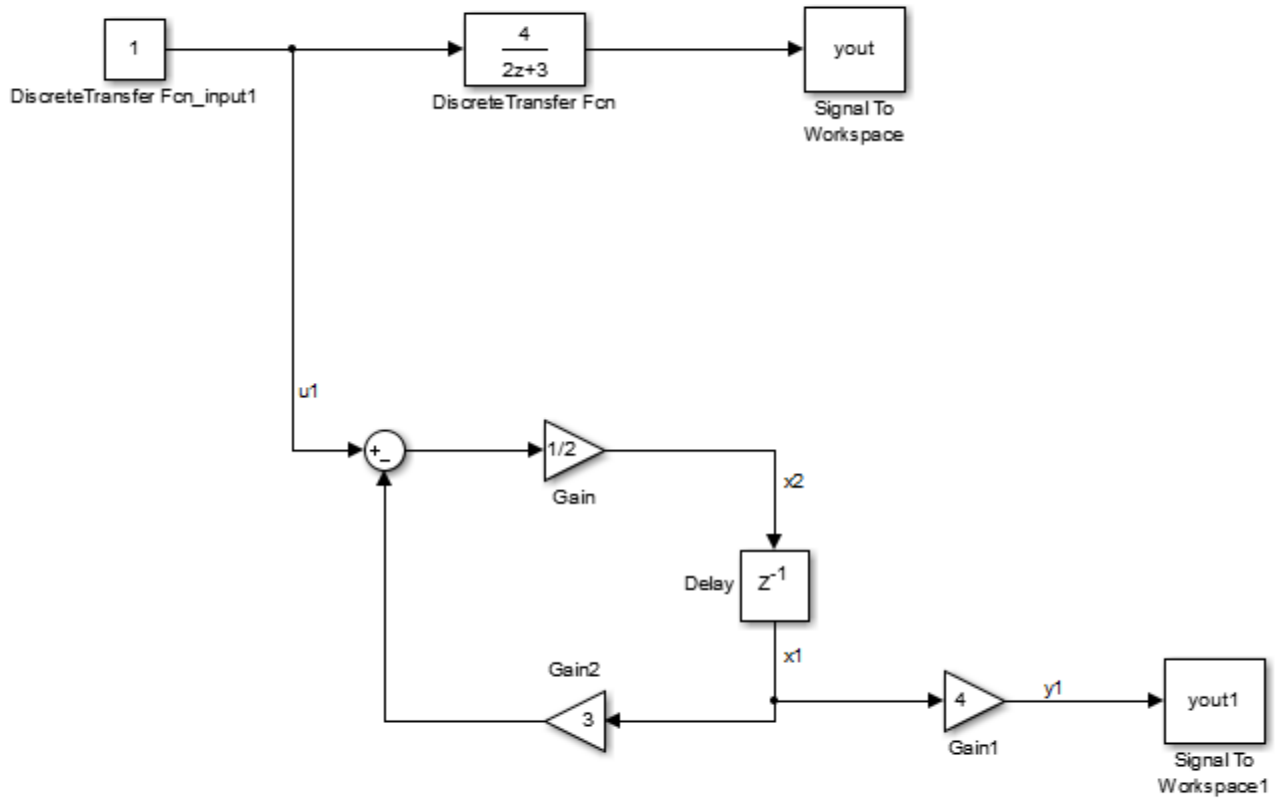 1
DiscreteTransfer Fcn_input1
4
2z+3
DiscreteTransfer Fcn
yout
Signal To
Workspace
u1
+
−
1/2
Gain
x2
Delay
z-1
x1
Gain2
3
4
Gain1
y1
yout1
Signal To
Workspace1